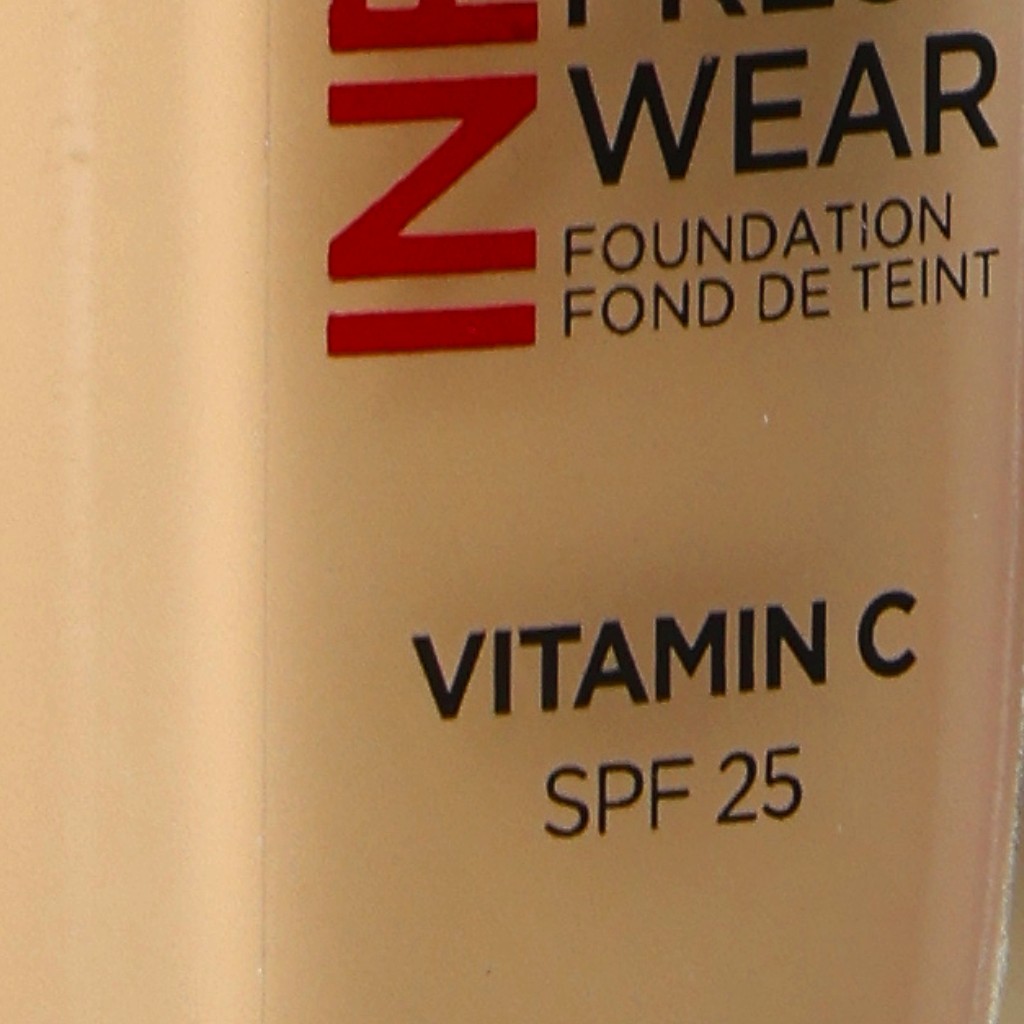 WEAR
FOUNDATION
FOND DE TEINT
VITAMIN C
SPF 25